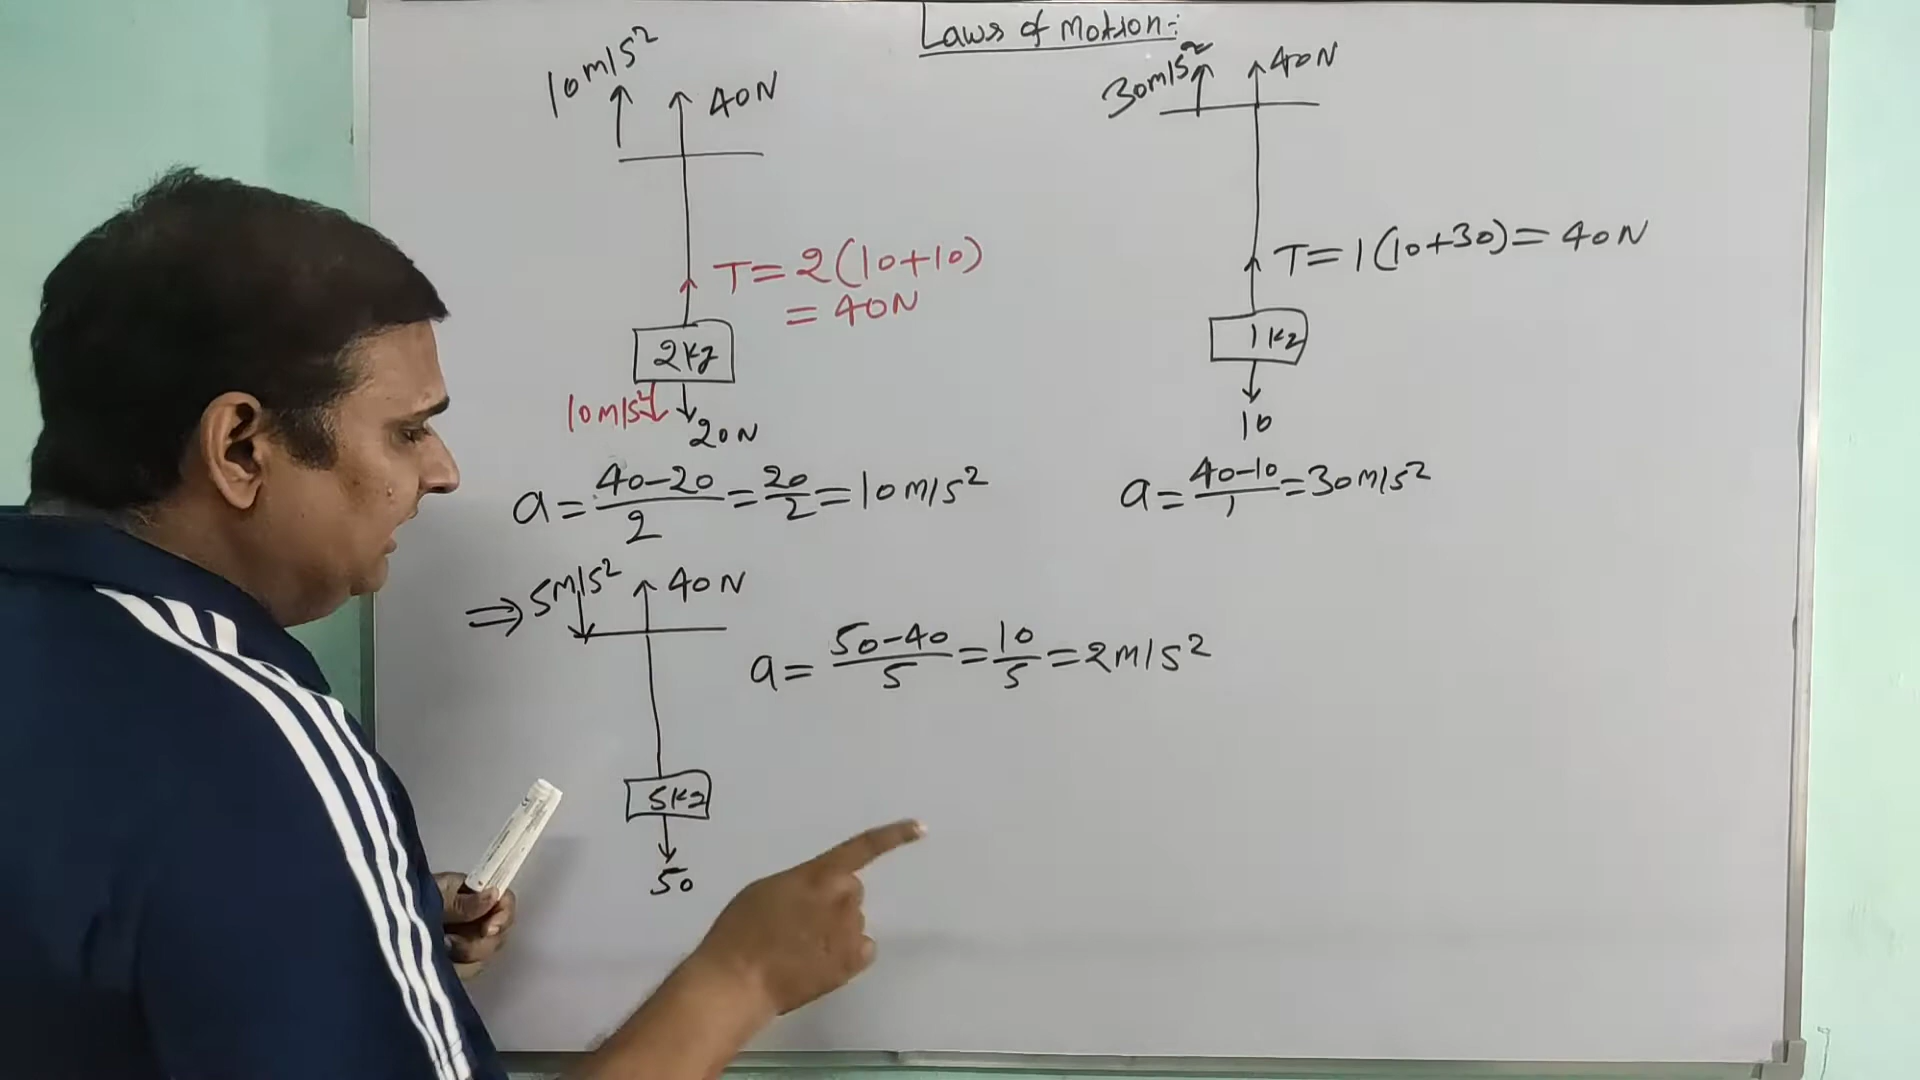 Laws of Motion:-
10m/s²
40N
T = 2(10+10)
= 40N
2Kg
10m/s²
20N
a = 40-20/2 = 20/2 = 10m/s²
30m/s²
40N
T = 1(10+30) = 40N
1Kg
10
a = 40-10/1 = 30m/s²
⇒ 5m/s²
40N
a = 50-40/5 = 10/5 = 2m/s²
5Kg
50